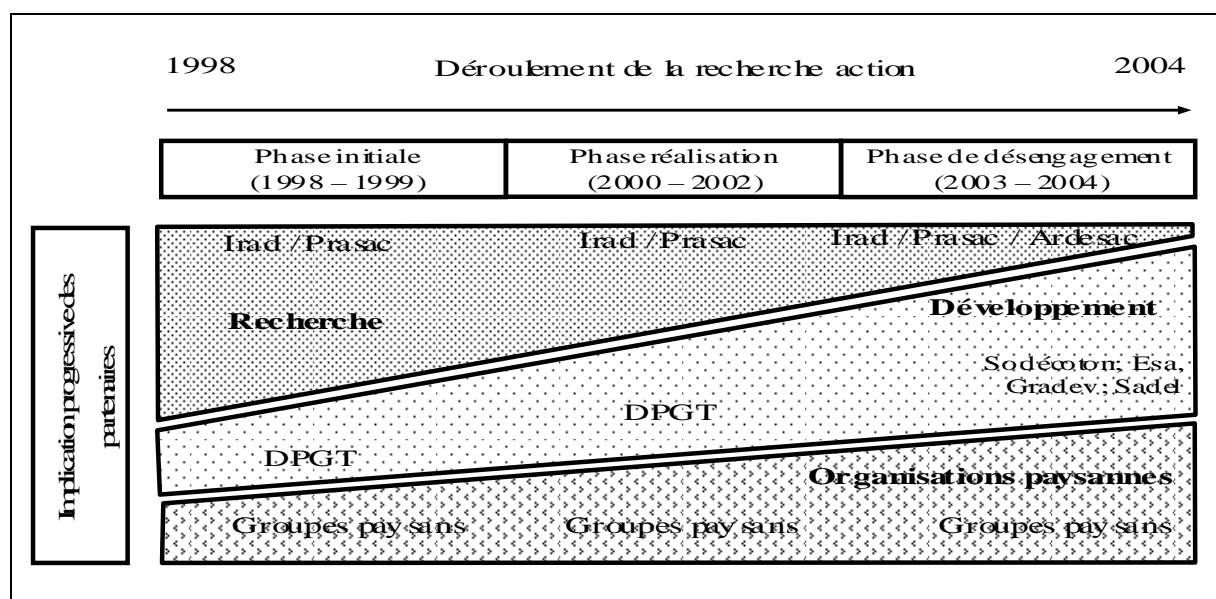 1998 Déroulement de la recherche action 2004
Phase initiale
(1998 – 1999)
Phase réalisation
(2000 – 2002)
Phase de désengagement
(2003 – 2004)
Implication progressive des
partenaires
Irad / Prasac Irad / Prasac Irad / Prasac / Ardesac
Recherche
Développement
Sodécoton; Esa,
Gradev; Sadel
DPGT
DPGT
Organisations paysannes
Groupes paysans Groupes paysans Groupes paysans